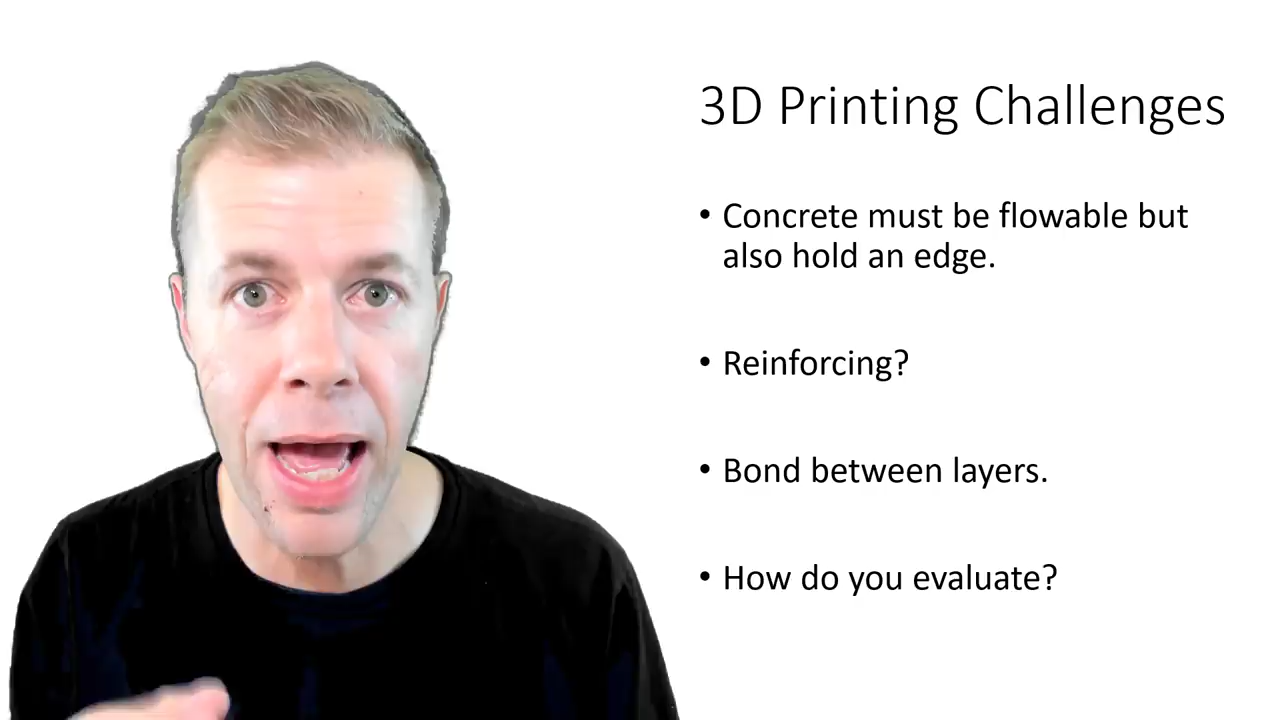 3D Printing Challenges
• Concrete must be flowable but
also hold an edge.
• Reinforcing?
• Bond between layers.
• How do you evaluate?